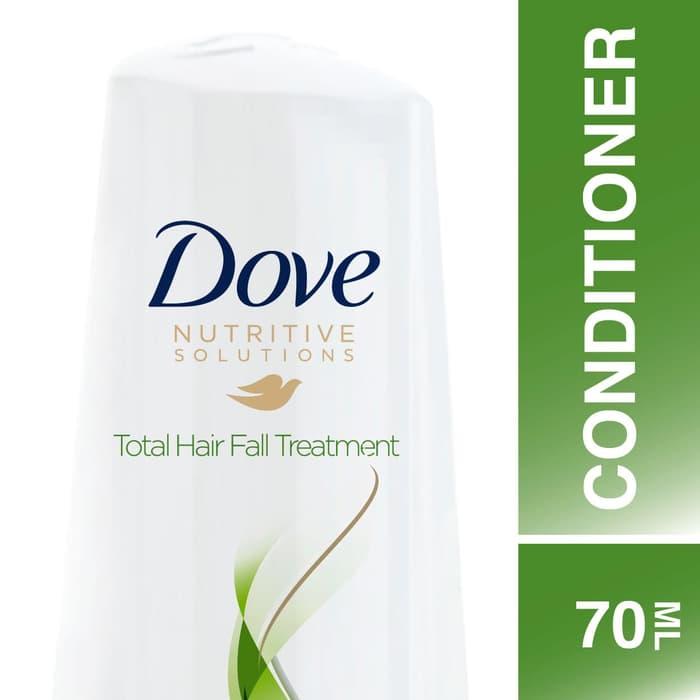 Dove
NUTRITIVE
SOLUTIONS
Total Hair Fall Treatment
CONDITIONER
70 ML